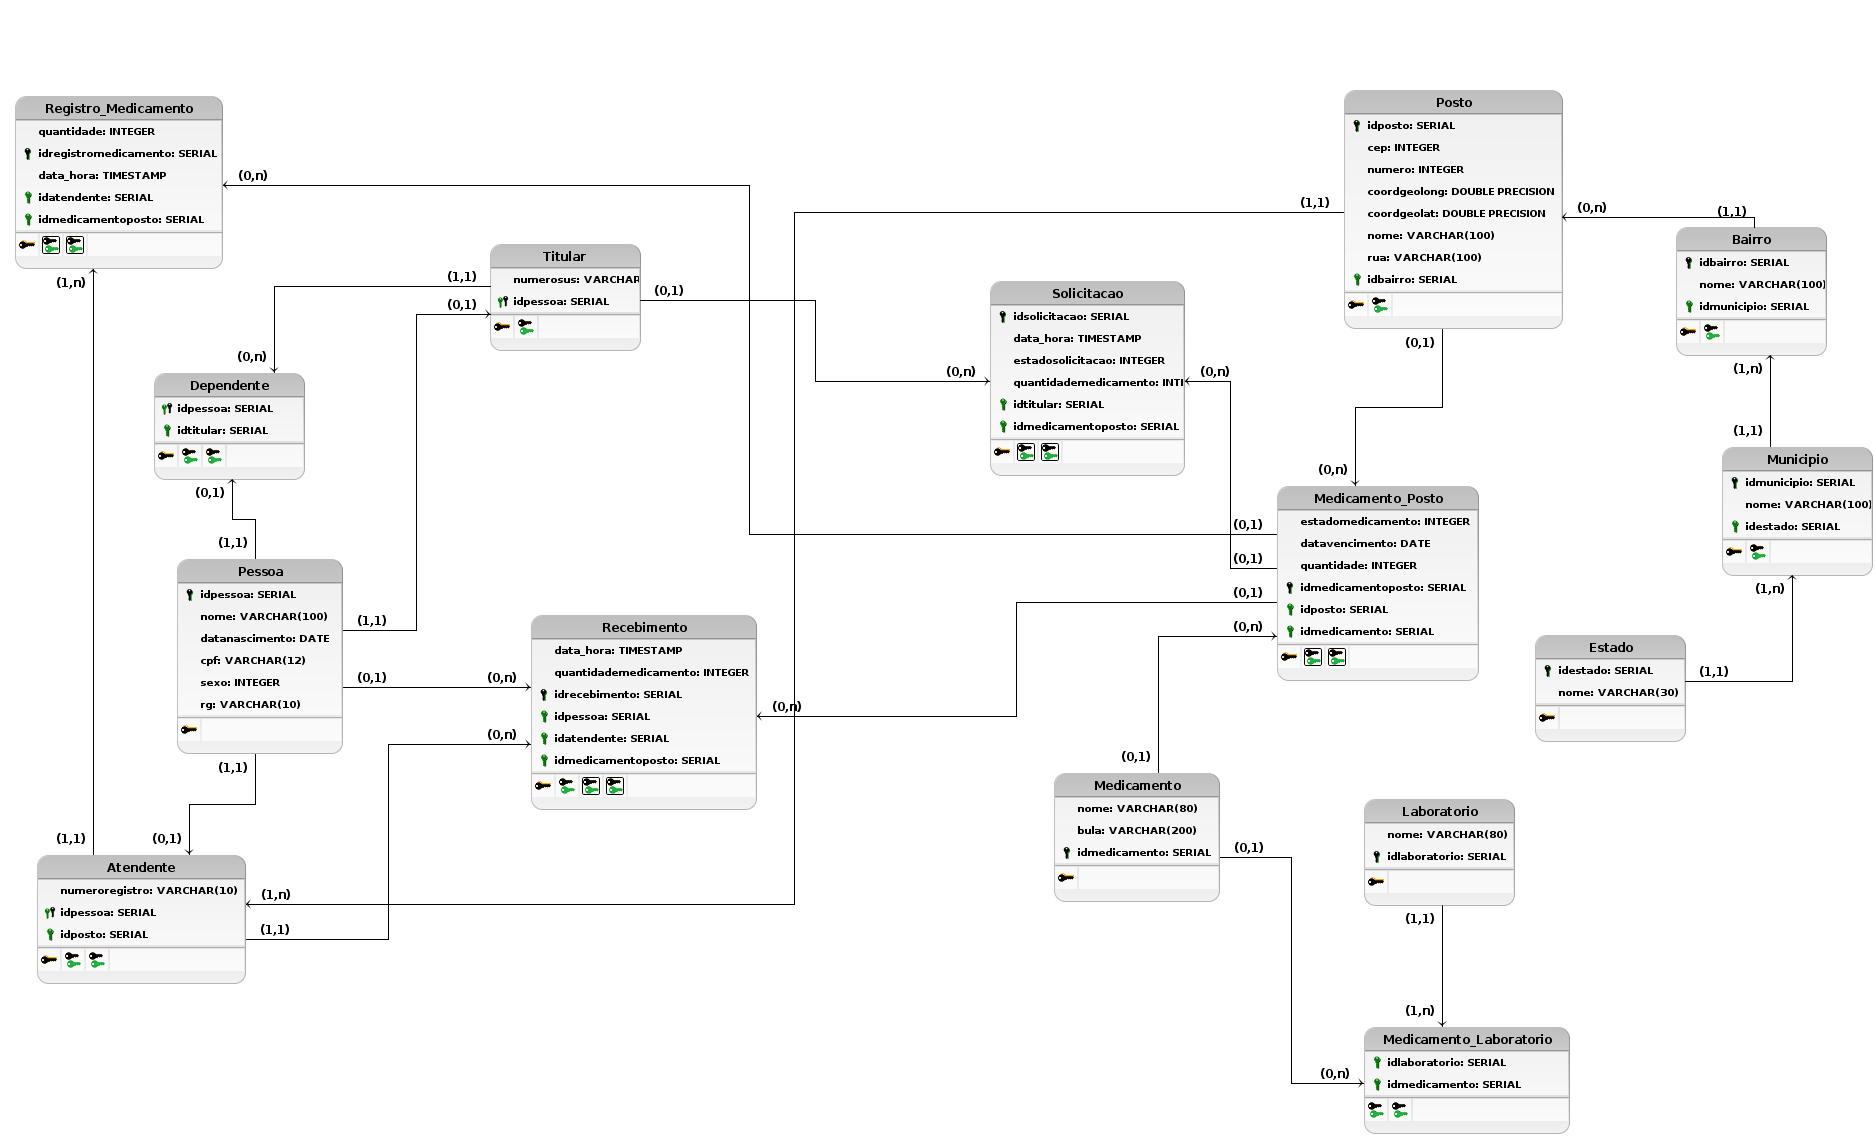 Registro_Medicamento
quantidade: INTEGER
idregistromedicamento: SERIAL
data_hora: TIMESTAMP
idatendente: SERIAL
idmedicamentoposto: SERIAL
(0,n)
(1,n)
Titular
numerosus: VARCHAR
idpessoa: SERIAL
(1,1)
(0,1)
(0,1)
Dependente
idpessoa: SERIAL
idtitular: SERIAL
(0,n)
(0,1)
Pessoa
idpessoa: SERIAL
nome: VARCHAR(100)
datanascimento: DATE
cpf: VARCHAR(12)
sexo: INTEGER
rg: VARCHAR(10)
(1,1)
(1,1)
(0,1)
(1,1)
Atendente
numeroregistro: VARCHAR(10)
idpessoa: SERIAL
idposto: SERIAL
(1,1)
(0,1)
(1,n)
(1,1)
Recebimento
data_hora: TIMESTAMP
quantidademedicamento: INTEGER
idrecebimento: SERIAL
idpessoa: SERIAL
idatendente: SERIAL
idmedicamentoposto: SERIAL
(0,n)
(0,n)
(0,n)
Solicitacao
idsolicitacao: SERIAL
data_hora: TIMESTAMP
estadosolicitacao: INTEGER
quantidademedicamento: INTI
idtitular: SERIAL
idmedicamentoposto: SERIAL
(0,n)
(0,n)
Posto
idposto: SERIAL
cep: INTEGER
numero: INTEGER
coordgeolong: DOUBLE PRECISION
coordgeolat: DOUBLE PRECISION
nome: VARCHAR(100)
rua: VARCHAR(100)
idbairro: SERIAL
(1,1)
(0,n)
(0,1)
Bairro
idbairro: SERIAL
nome: VARCHAR(100)
idmunicipio: SERIAL
(1,1)
(1,n)
Municipio
idmunicipio: SERIAL
nome: VARCHAR(100)
idestado: SERIAL
(1,1)
(1,n)
Estado
idestado: SERIAL
nome: VARCHAR(30)
(1,1)
Medicamento_Posto
estadomedicamento: INTEGER
datavencimento: DATE
quantidade: INTEGER
idmedicamentoposto: SERIAL
idposto: SERIAL
idmedicamento: SERIAL
(0,n)
(0,1)
(0,1)
(0,1)
(0,n)
Medicamento
nome: VARCHAR(80)
bula: VARCHAR(200)
idmedicamento: SERIAL
(0,1)
(0,1)
Laboratorio
nome: VARCHAR(80)
idlaboratorio: SERIAL
(1,1)
Medicamento_Laboratorio
idlaboratorio: SERIAL
idmedicamento: SERIAL
(1,n)
(0,n)